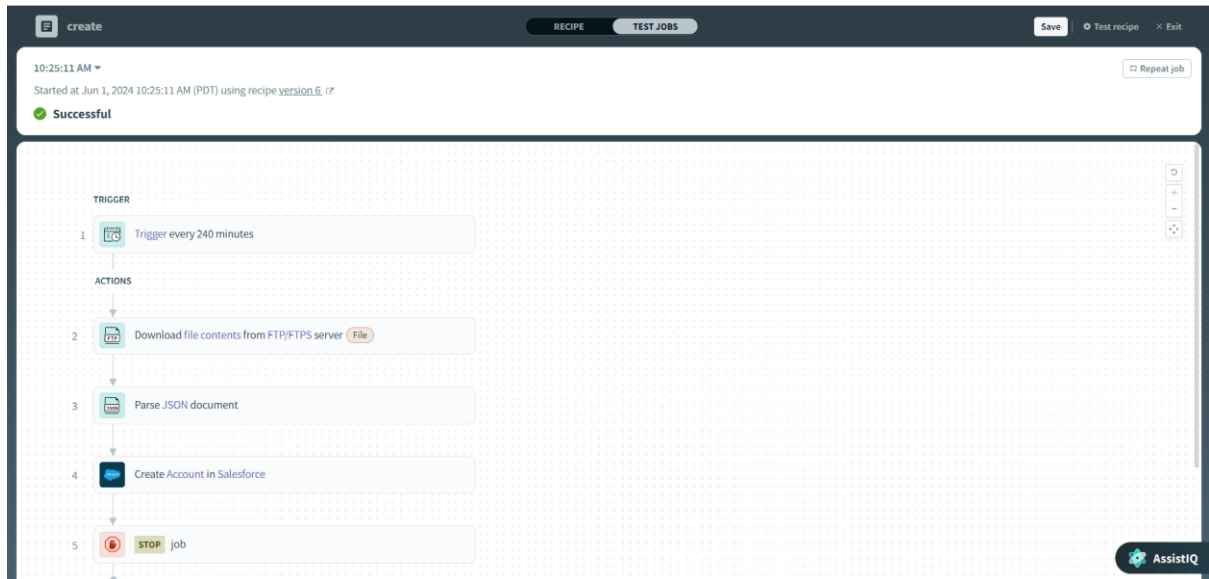 create
RECIPE TEST JOBS
Save Test recipe Exit
10:25:11 AM
Repeat job
Started at Jun 1, 2024 10:25:11 AM (PDT) using recipe version 6
Successful
TRIGGER
1 Trigger every 240 minutes
ACTIONS
2 FTP Download file contents from FTP/FTPS server File
3 JSON Parse JSON document
4 Create Account in Salesforce
5 STOP job
AssistIQ